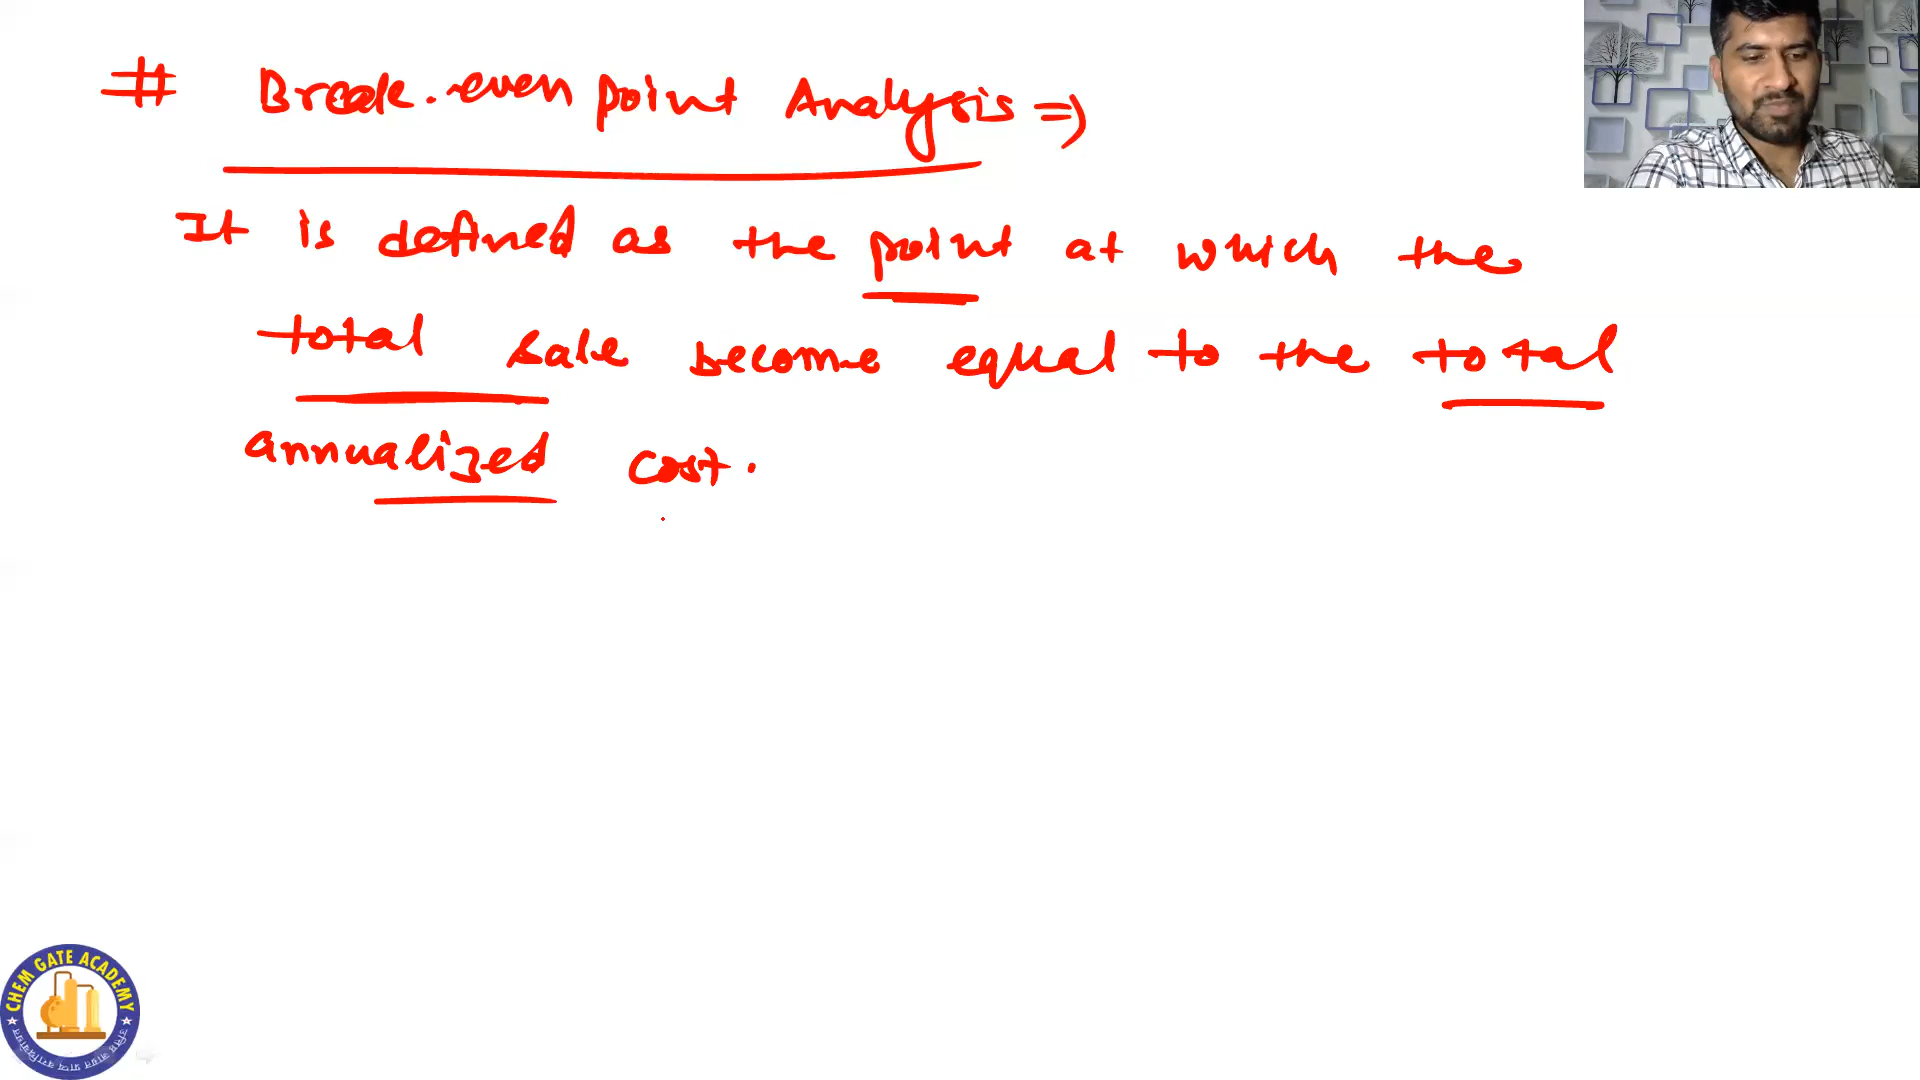 # Break-even point Analysis ⇒
It is defined as the point at which the
total sale become equal to the total
annualized cost.
CHEM GATE ACADEMY